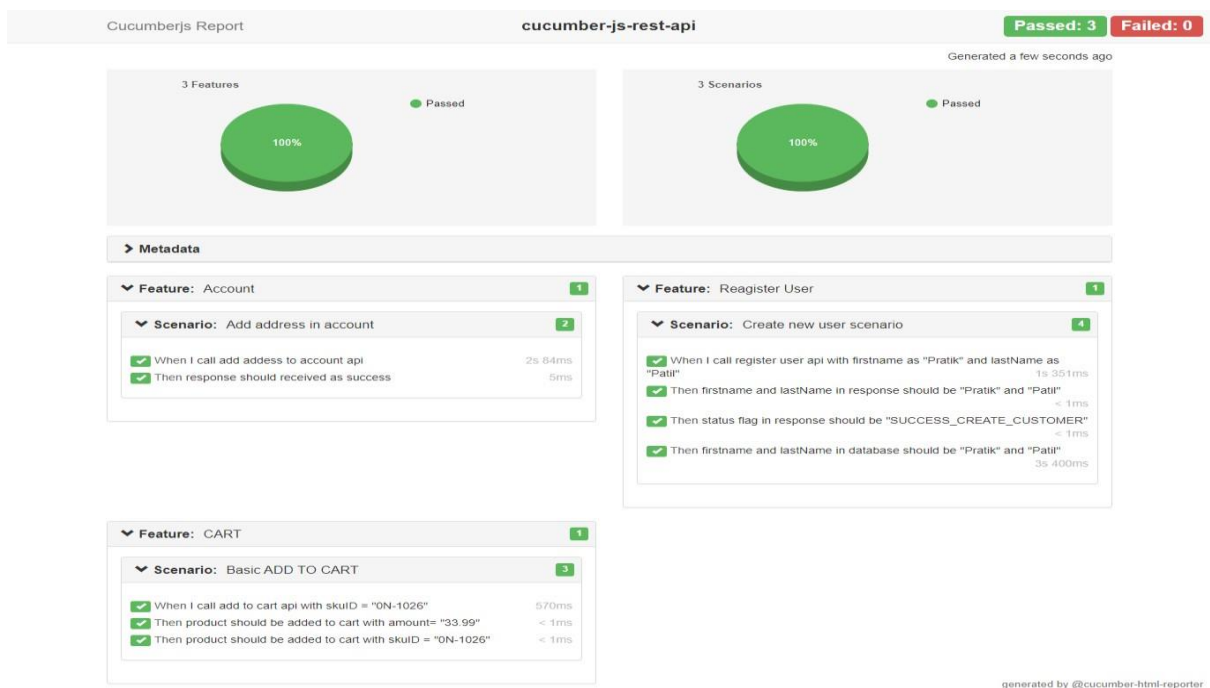 Cucumberjs Report
cucumber-js-rest-api
Passed: 3 Failed: 0
Generated a few seconds ago
3 Features
Passed
100%
3 Scenarios
Passed
100%
Metadata
Feature: Account
1
Scenario: Add address in account
2
When I call add addess to account api
2s 84ms
Then response should received as success
5ms
Feature: Reagister User
1
Scenario: Create new user scenario
4
When I call register user api with firstname as "Pratik" and lastName as
"Patil"
1s 351ms
Then firstname and lastName in response should be "Pratik" and "Patil"
< 1ms
Then status flag in response should be "SUCCESS_CREATE_CUSTOMER"
< 1ms
Then firstname and lastName in database should be "Pratik" and "Patil"
3s 400ms
Feature: CART
1
Scenario: Basic ADD TO CART
3
When I call add to cart api with skuID = "0N-1026"
570ms
Then product should be added to cart with amount= "33.99"
< 1ms
Then product should be added to cart with skuID = "0N-1026"
< 1ms
generated by @cucumber-html-reporter